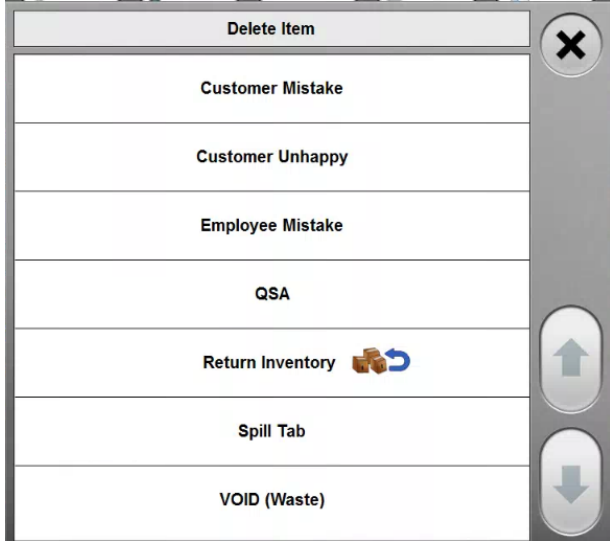 Delete Item
Customer Mistake
Customer Unhappy
Employee Mistake
QSA
Return Inventory
Spill Tab
VOID (Waste)